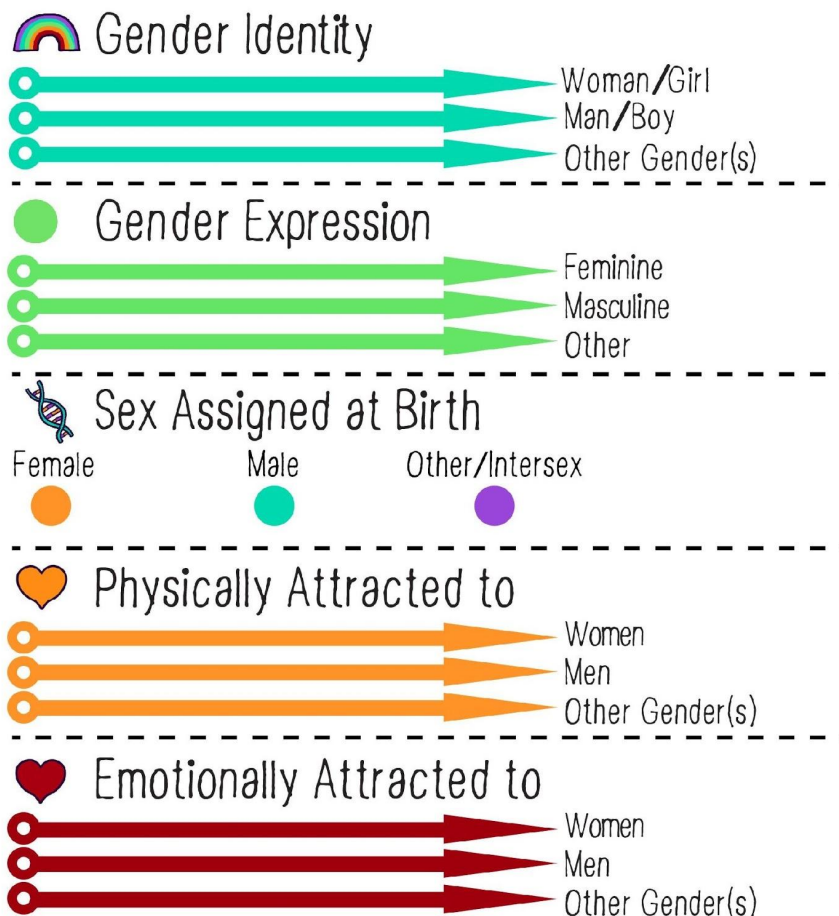 Gender Identity
Woman/Girl
Man/Boy
Other Gender(s)
Gender Expression
Feminine
Masculine
Other
Sex Assigned at Birth
Female Male Other/Intersex
Physically Attracted to
Women
Men
Other Gender(s)
Emotionally Attracted to
Women
Men
Other Gender(s)